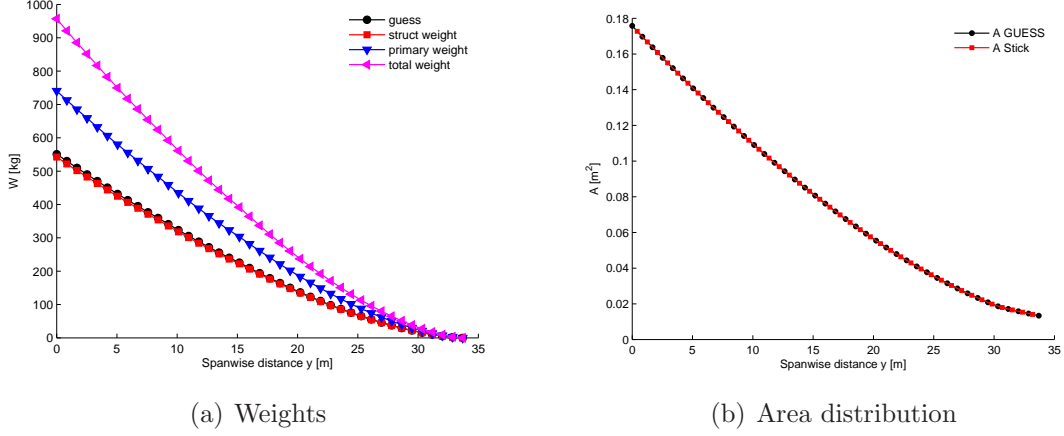 1000
900
800
700
600
500
400
300
200
100
0
W [kg]
0 5 10 15 20 25 30 35
Spanwise distance y [m]
guess
struct weight
primary weight
total weight
(a) Weights
0.18
0.16
0.14
0.12
0.1
0.08
0.06
0.04
0.02
0
A [m²]
0 5 10 15 20 25 30 35
Spanwise distance y [m]
A GUESS
A Stick
(b) Area distribution